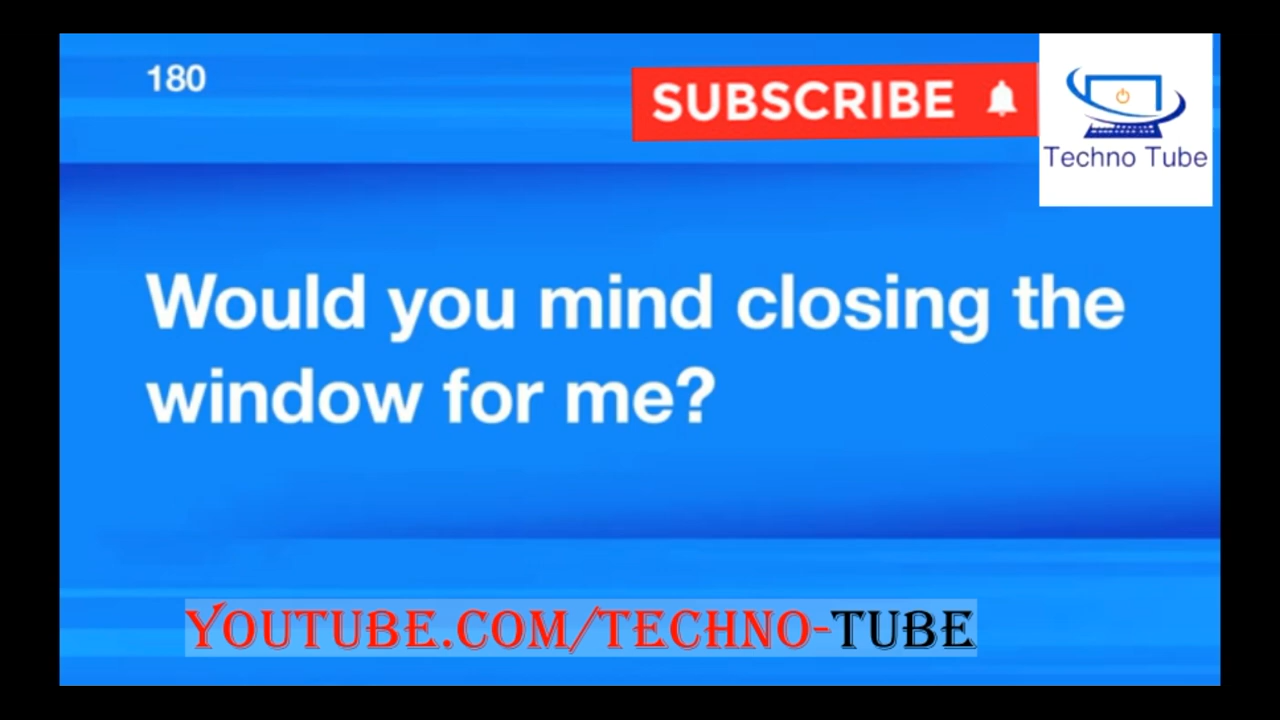 180
SUBSCRIBE
Techno Tube
Would you mind closing the
window for me?
YOUTUBE.COM/TECHNO-TUBE